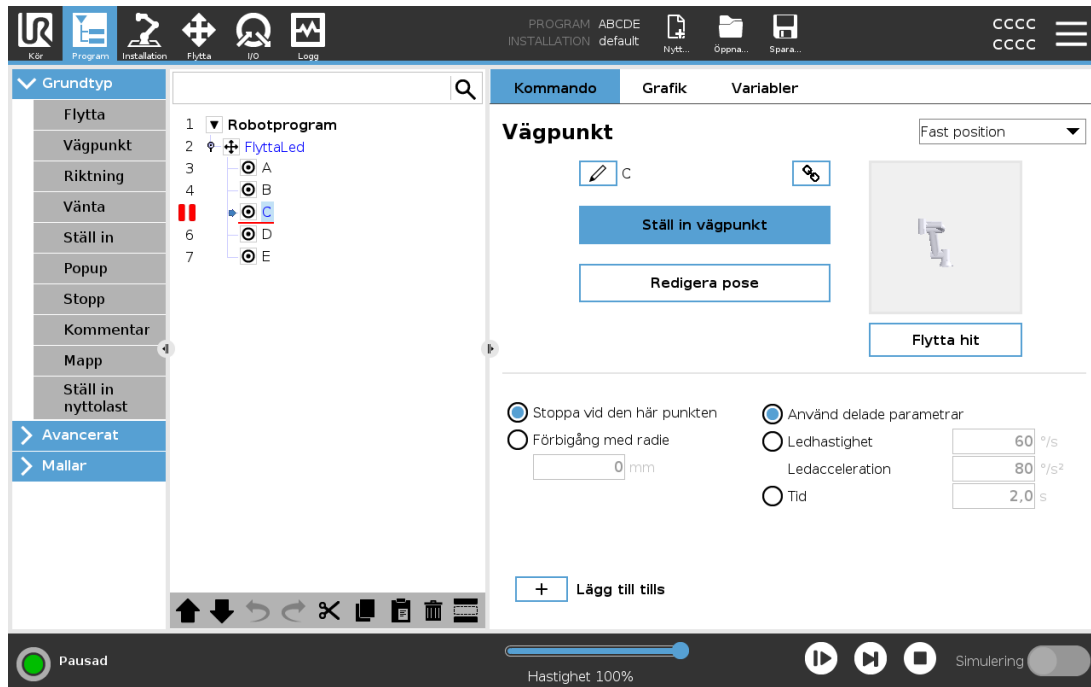 PROGRAM ABCDE
INSTALLATION default
CCCC
CCCC
Kör Program Installation Flytta I/O Logg Nytt... Öppna... Spara...
Grundtyp
Flytta
Vägpunkt
Riktning
Vänta
Ställ in
Popup
Stopp
Kommentar
Mapp
Ställ in
nyttolast
Avancerat
Mallar
1 Robotprogram
2 FlyttaLed
3 A
4 B
C
6 D
7 E
Kommando Grafik Variabler
Vägpunkt
Fast position
C
Ställ in vägpunkt
Redigera pose
Flytta hit
Stoppa vid den här punkten
Förbigång med radie
0 mm
Använd delade parametrar
Ledhastighet 60 °/s
Ledacceleration 80 °/s²
Tid 2,0 s
+ Lägg till tills
Pausad
Hastighet 100%
Simulering